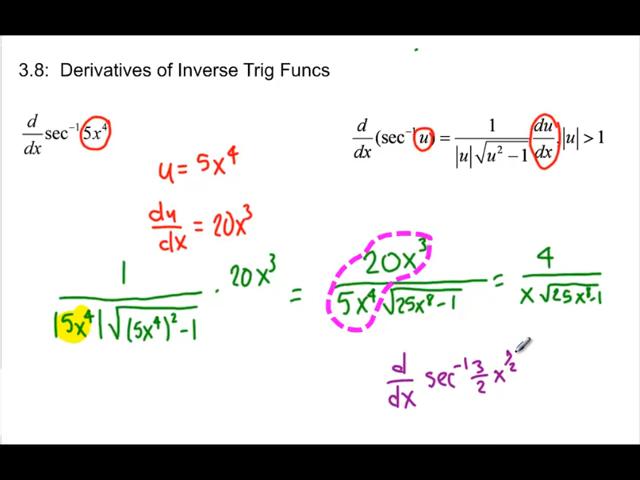 3.8: Derivatives of Inverse Trig Funcs
d/dx sec⁻¹ 5x⁴
d/dx (sec⁻¹ u) = 1/(|u|√(u² − 1)) du/dx, |u| > 1
u = 5x⁴
du/dx = 20x³
1/(|5x⁴|√((5x⁴)² − 1)) · 20x³ = 20x³/(5x⁴√(25x⁸ − 1)) = 4/(x√(25x⁸ − 1))
d/dx sec⁻¹ 3/2 x^(1/2)